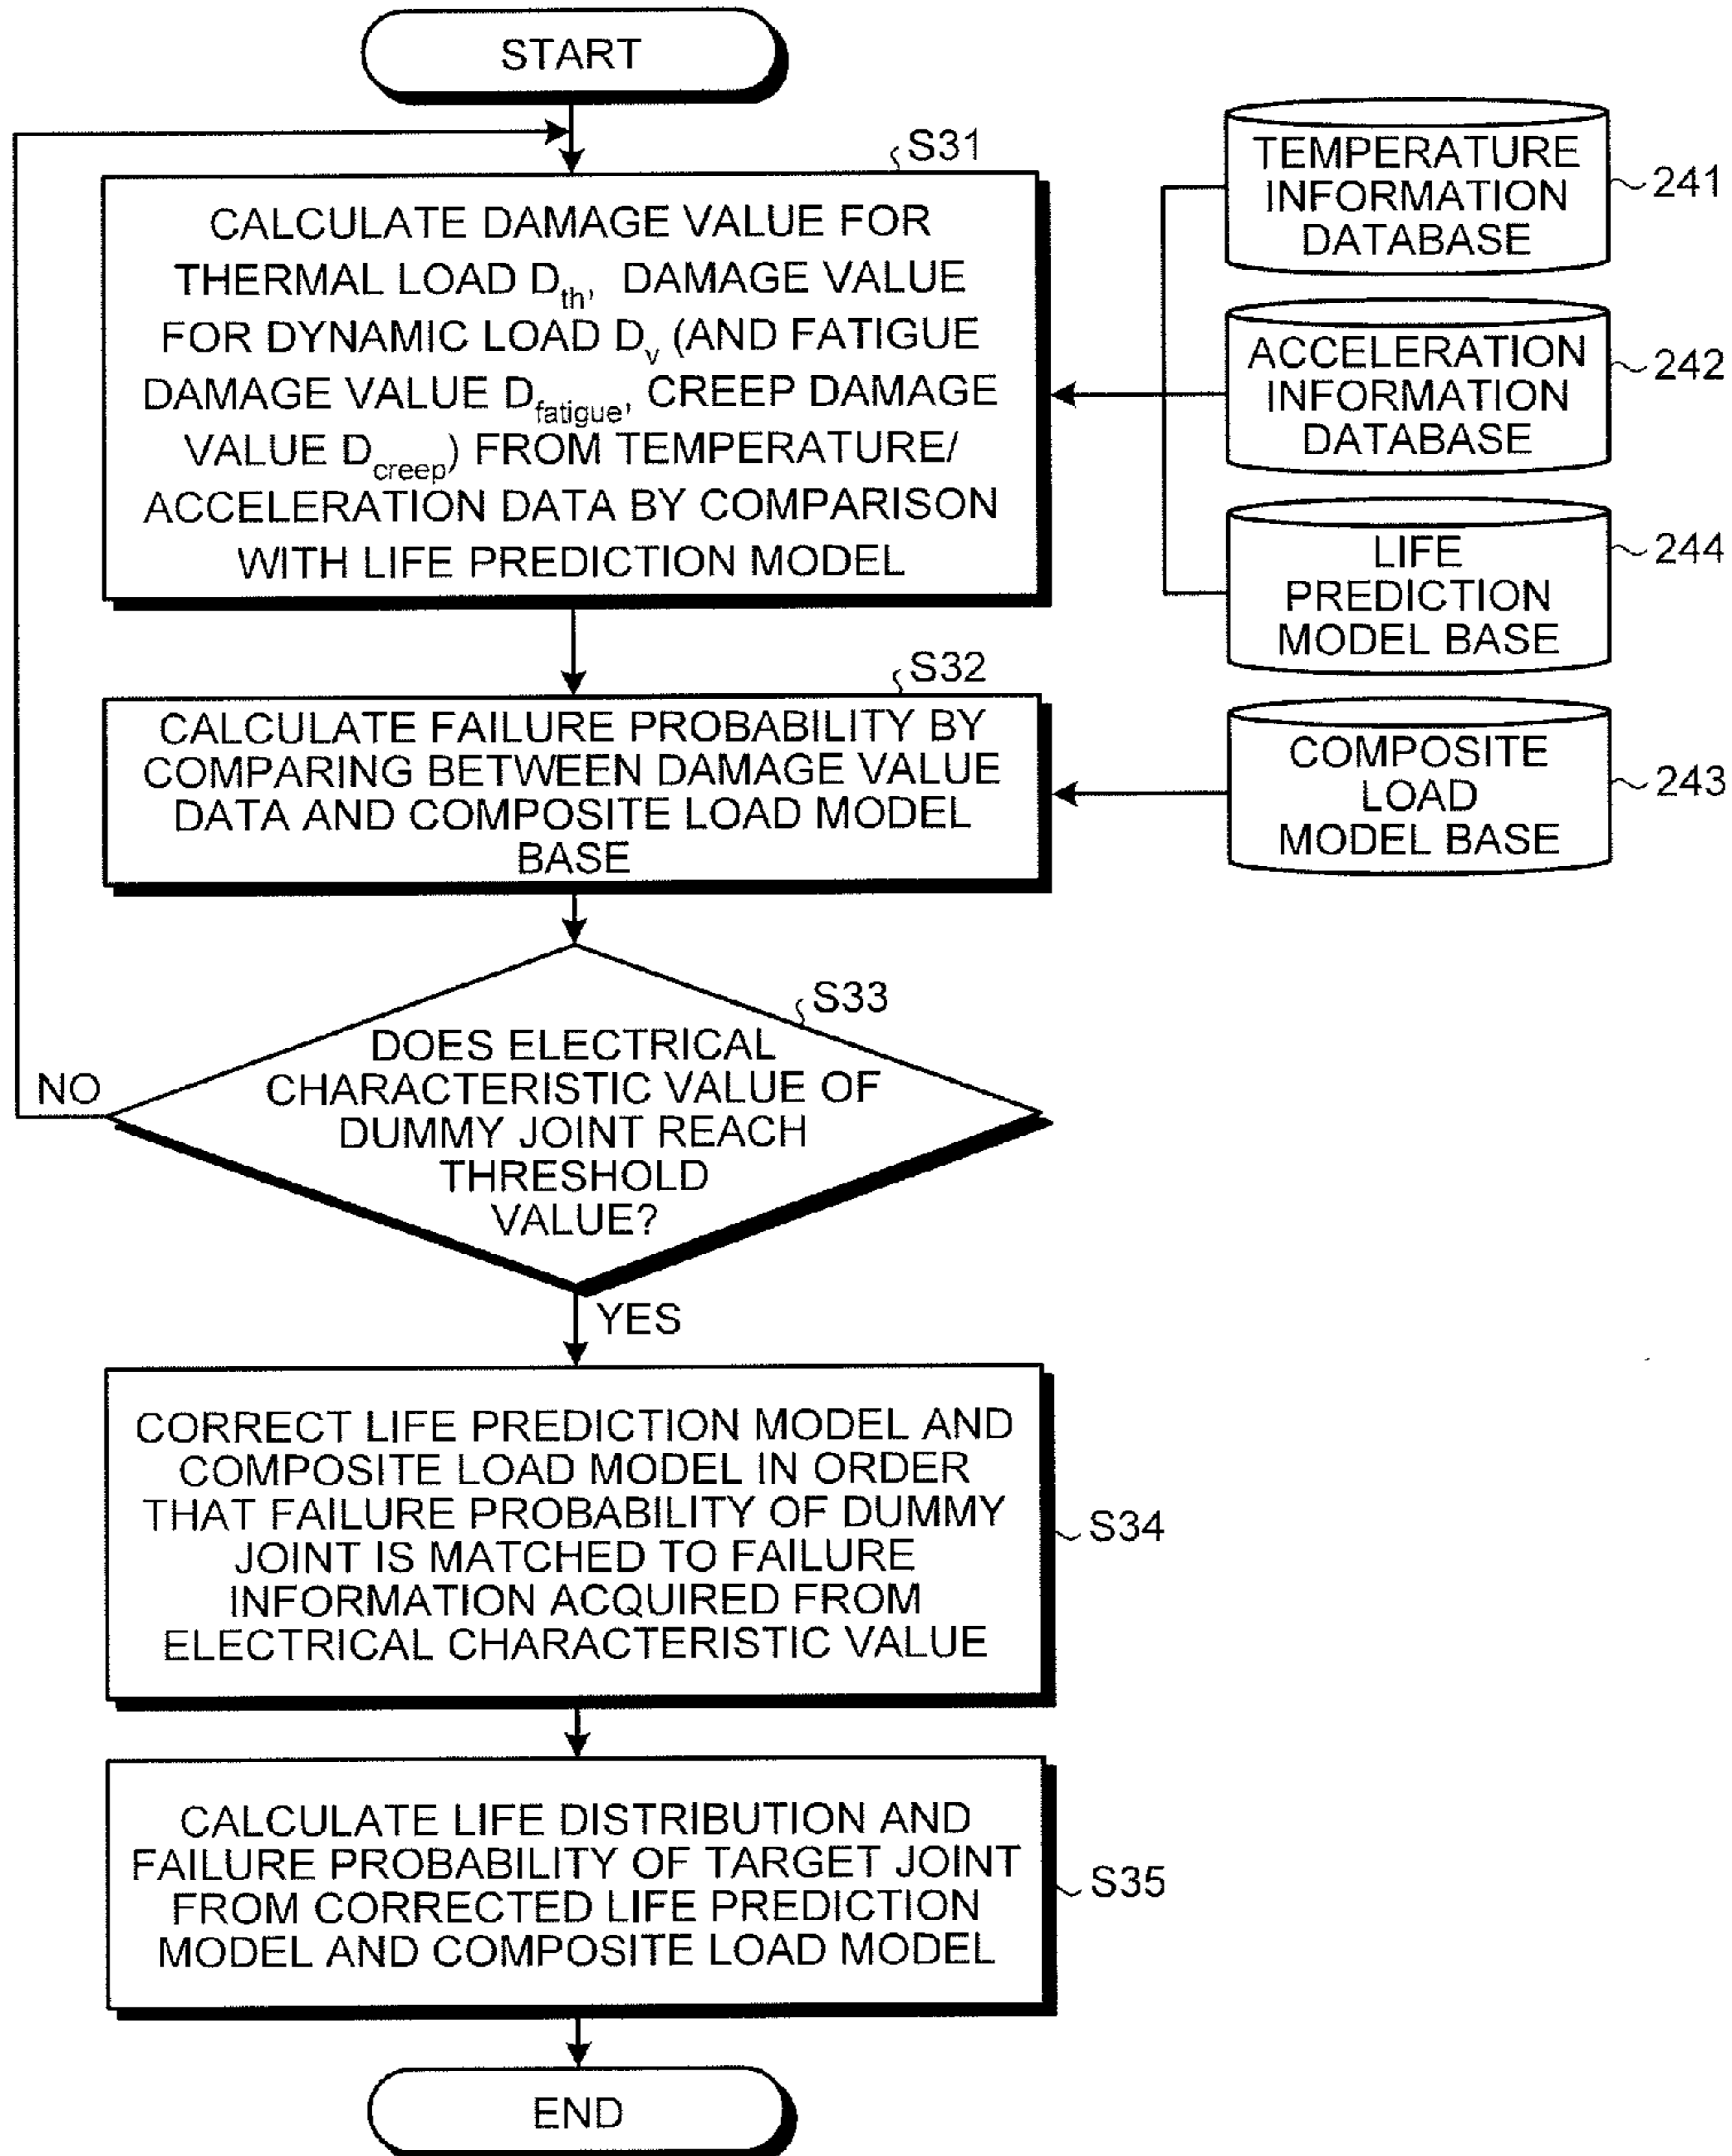 START
S31
CALCULATE DAMAGE VALUE FOR
THERMAL LOAD Dth, DAMAGE VALUE
FOR DYNAMIC LOAD Dv (AND FATIGUE
DAMAGE VALUE Dfatigue, CREEP DAMAGE
VALUE Dcreep) FROM TEMPERATURE/
ACCELERATION DATA BY COMPARISON
WITH LIFE PREDICTION MODEL
TEMPERATURE
INFORMATION
DATABASE
241
ACCELERATION
INFORMATION
DATABASE
242
LIFE
PREDICTION
MODEL BASE
244
S32
CALCULATE FAILURE PROBABILITY BY
COMPARING BETWEEN DAMAGE VALUE
DATA AND COMPOSITE LOAD MODEL
BASE
COMPOSITE
LOAD
MODEL BASE
243
S33
DOES ELECTRICAL
CHARACTERISTIC VALUE OF
DUMMY JOINT REACH
THRESHOLD
VALUE?
NO
YES
CORRECT LIFE PREDICTION MODEL AND
COMPOSITE LOAD MODEL IN ORDER
THAT FAILURE PROBABILITY OF DUMMY
JOINT IS MATCHED TO FAILURE
INFORMATION ACQUIRED FROM
ELECTRICAL CHARACTERISTIC VALUE
S34
CALCULATE LIFE DISTRIBUTION AND
FAILURE PROBABILITY OF TARGET JOINT
FROM CORRECTED LIFE PREDICTION
MODEL AND COMPOSITE LOAD MODEL
S35
END